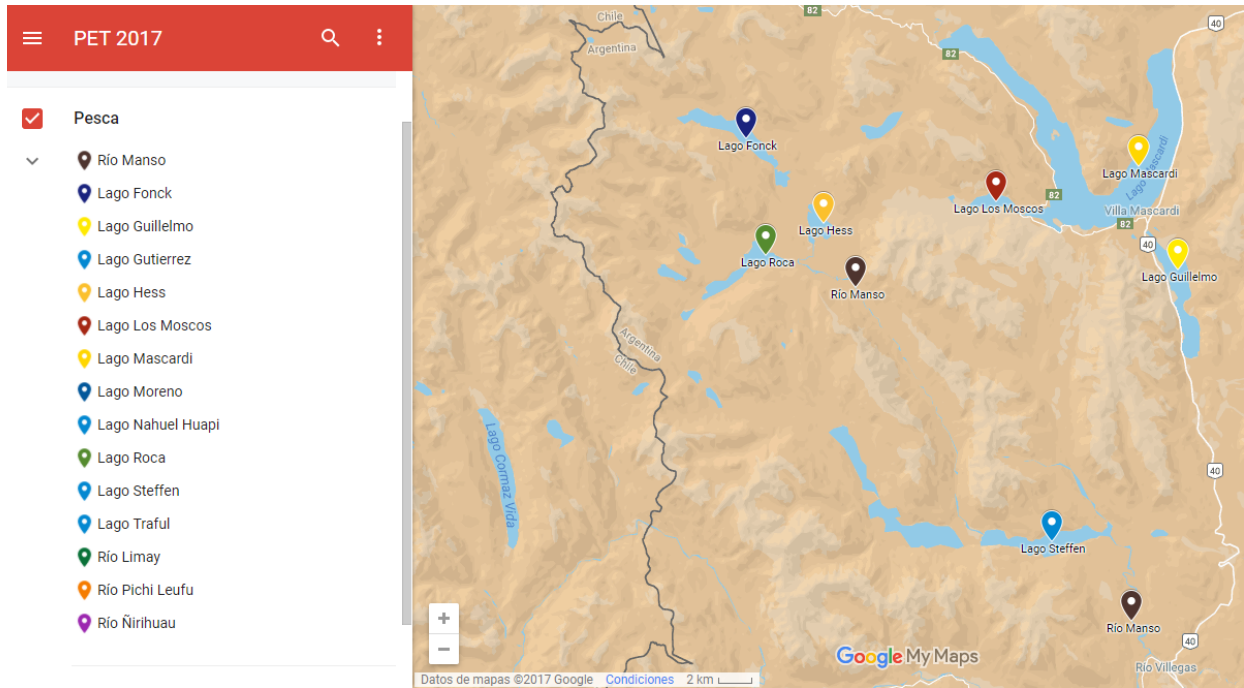 PET 2017
Pesca
Río Manso
Lago Fonck
Lago Guillelmo
Lago Gutierrez
Lago Hess
Lago Los Moscos
Lago Mascardi
Lago Moreno
Lago Nahuel Huapi
Lago Roca
Lago Steffen
Lago Traful
Río Limay
Río Pichi Leufu
Río Ñirihuau
Chile
Argentina
82
40
82
Lago Fonck
Lago Mascardi
Lago Mascardi
Lago Los Moscos
82
Villa Mascardi
82
Lago Hess
40
Lago Roca
Lago Guillelmo
Río Manso
Argentina
Chile
Lago Cormaz Vida
40
Lago Steffen
+
−
Río Manso
40
Google My Maps
Río Villegas
Datos de mapas ©2017 Google Condiciones 2 km